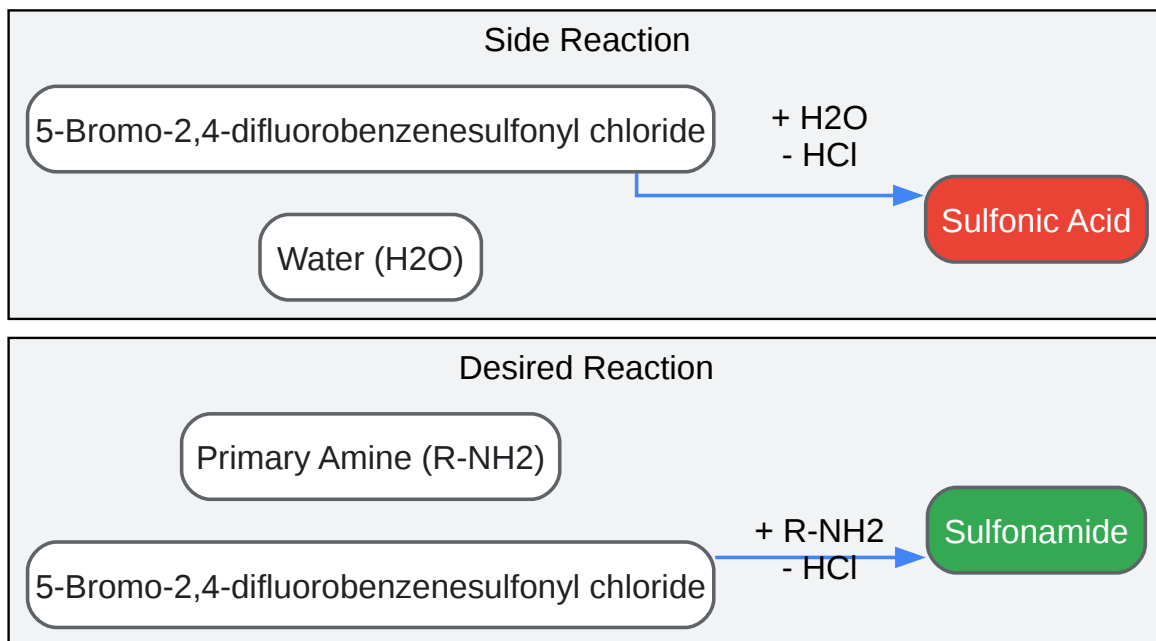 Side Reaction
5-Bromo-2,4-difluorobenzenesulfonyl chloride
+ H2O
- HCl
Sulfonic Acid
Water (H2O)
Desired Reaction
Primary Amine (R-NH2)
5-Bromo-2,4-difluorobenzenesulfonyl chloride
+ R-NH2
- HCl
Sulfonamide